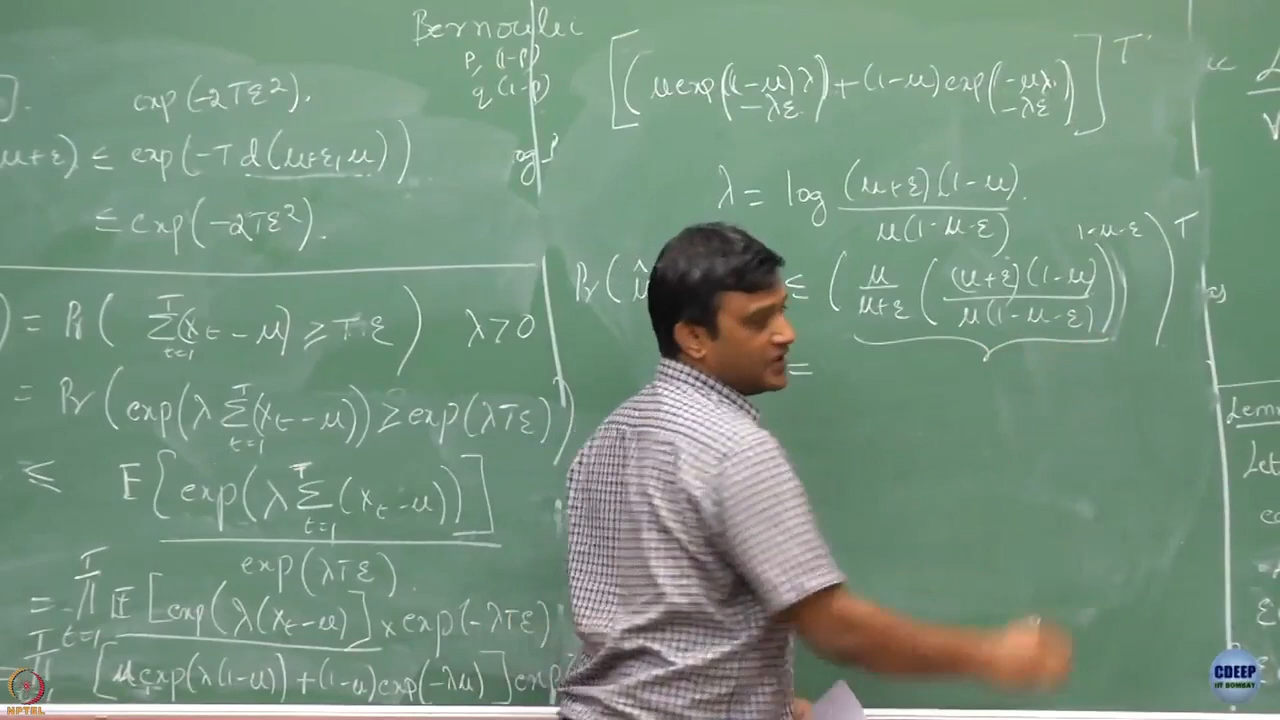 Bernoulli
p, (1-p)
q (1-p)
].
exp(-2Tε²).
μ+ε) ≤ exp(-T d(μ+ε, μ))
≤ exp(-2Tε²).
) = Pr( Σ_{t=1}^{T} (X_t - μ) ≥ Tε ) λ > 0
= Pr( exp(λ Σ_{t=1}^{T} (X_t - μ)) ≥ exp(λTε) )
≤ E[ exp(λ Σ_{t=1}^{T} (X_t - μ)) ]
exp(λTε)
= Π_{t=1}^{T} E[ exp(λ(X_t - μ) ] × exp(-λTε)
[ μ exp(λ(1-μ)) + (1-μ) exp(-λμ) ] exp
[ ( μ exp( (1-μ)λ - λε ) + (1-μ) exp( -μλ - λε ) ) ]^T
λ = log (μ+ε)(1-μ) / μ(1-μ-ε)
Pr( μ̂ ≤ ( μ/(μ+ε) ( (μ+ε)(1-μ) / μ(1-μ-ε) ) )^{1-μ-ε} )^T
=
Let
CDEEP
IIT BOMBAY
NPTEL